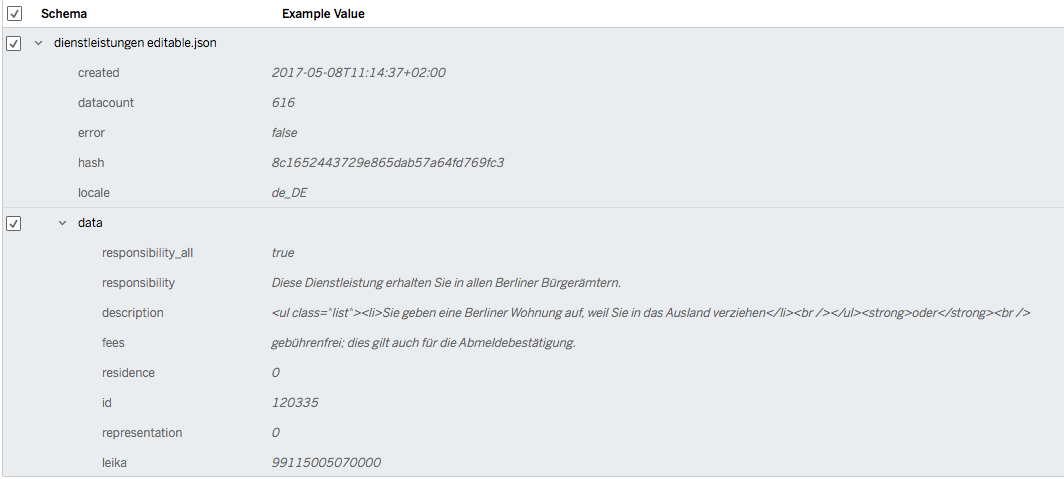 Schema Example Value
dienstleistungen editable.json
created 2017-05-08T11:14:37+02:00
datacount 616
error false
hash 8c1652443729e865dab57a64fd769fc3
locale de_DE
data
responsibility_all true
responsibility Diese Dienstleistung erhalten Sie in allen Berliner Bürgerämtern.
description <ul class="list"><li>Sie geben eine Berliner Wohnung auf, weil Sie in das Ausland verziehen</li><br /></ul><strong>oder</strong><br />
fees gebührenfrei; dies gilt auch für die Abmeldebestätigung.
residence 0
id 120335
representation 0
leika 99115005070000